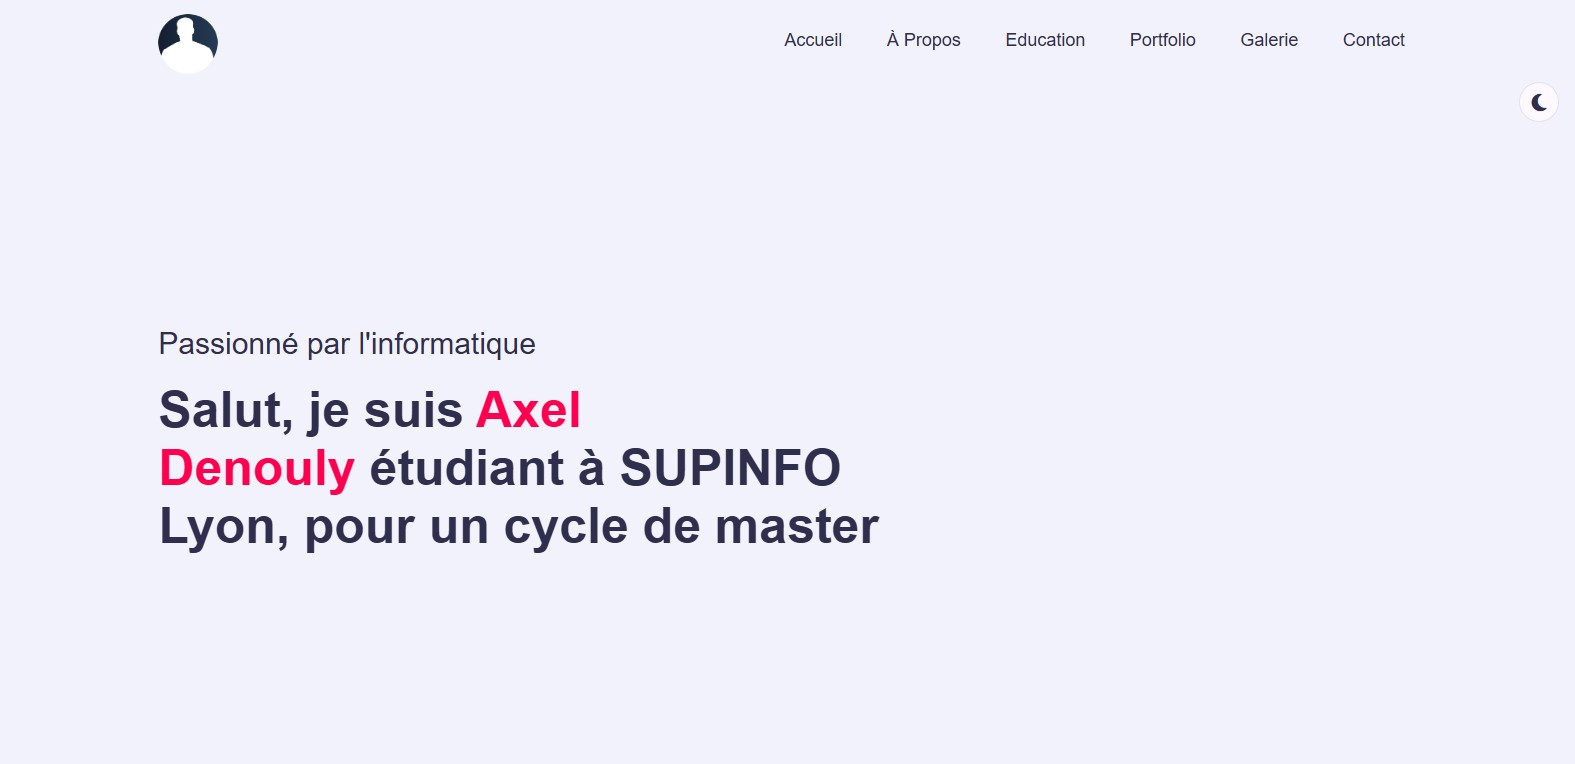 Accueil À Propos Education Portfolio Galerie Contact
Passionné par l'informatique
Salut, je suis Axel
Denouly étudiant à SUPINFO
Lyon, pour un cycle de master